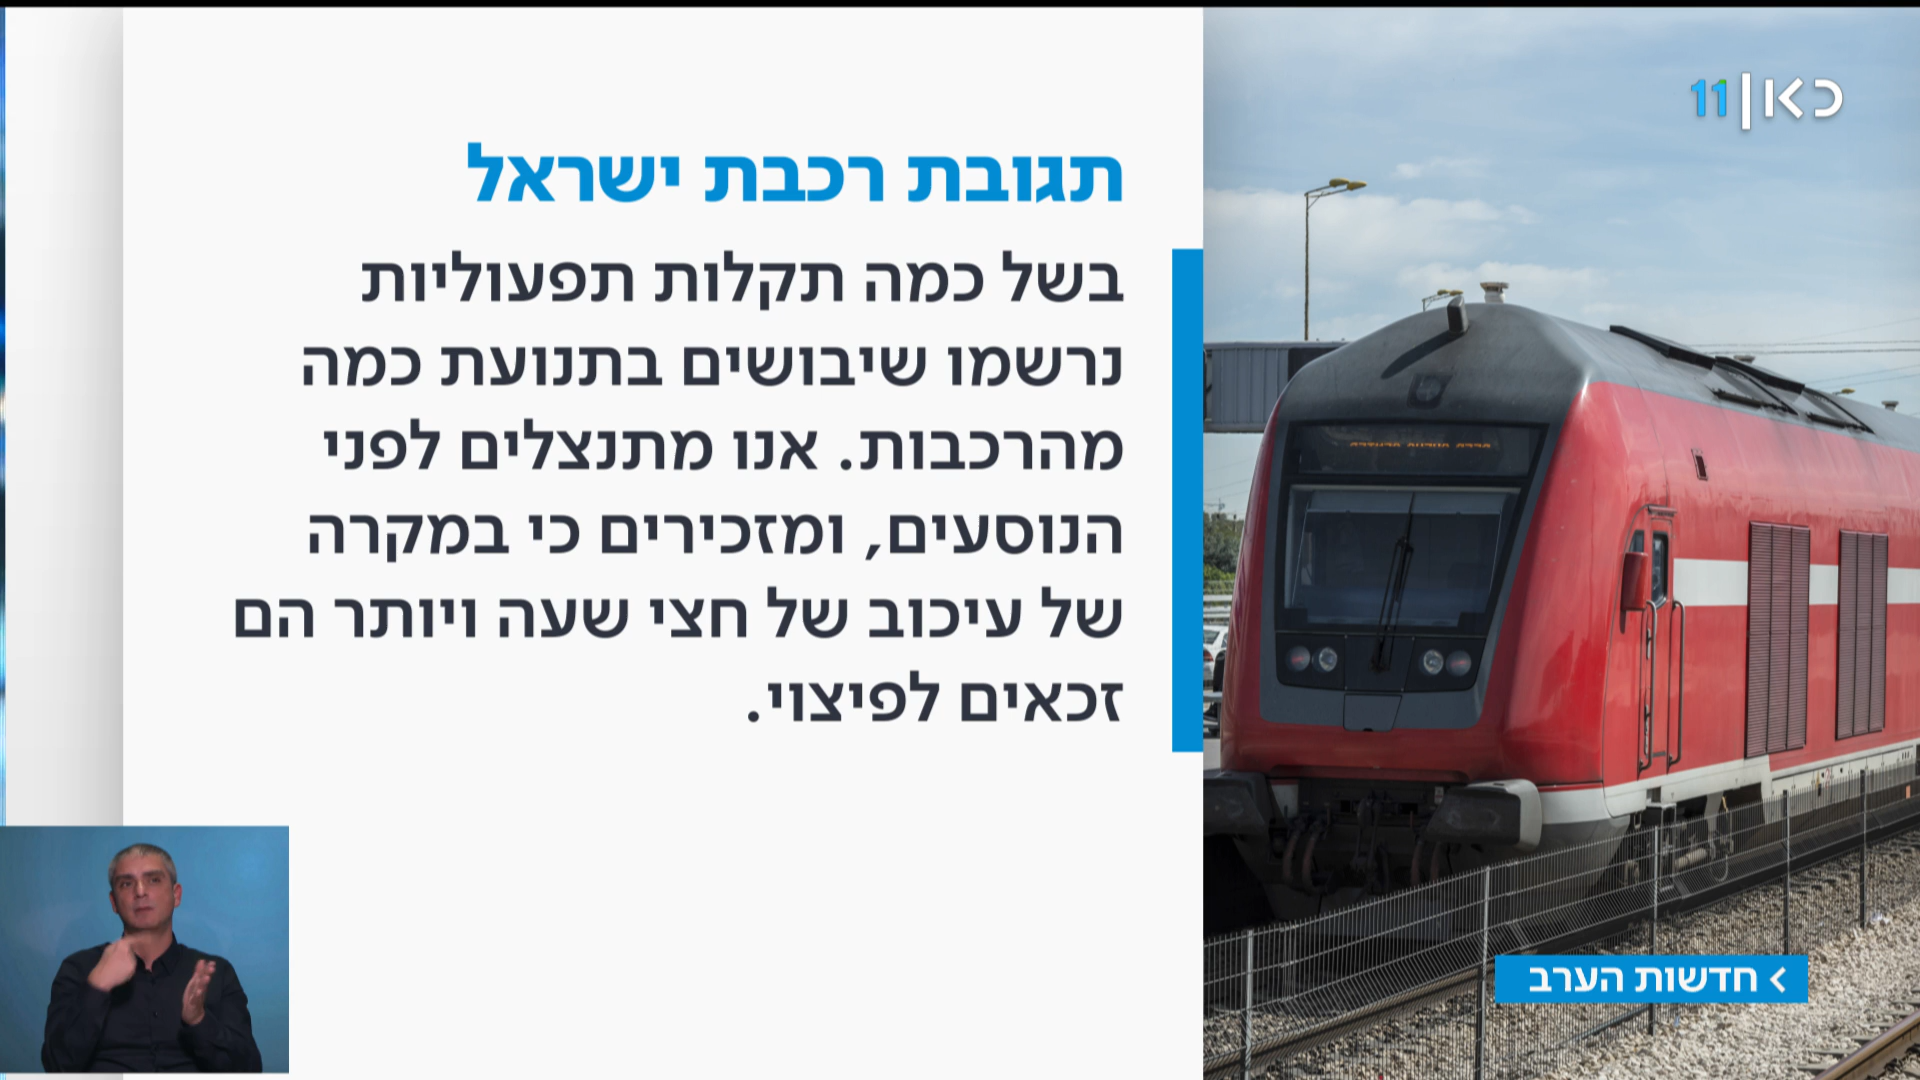 כאן|11
תגובת רכבת ישראל
בשל כמה תקלות תפעוליות
נרשמו שיבושים בתנועת כמה
מהרכבות. אנו מתנצלים לפני
הנוסעים, ומזכירים כי במקרה
של עיכוב של חצי שעה ויותר הם
זכאים לפיצוי.
חדשות הערב